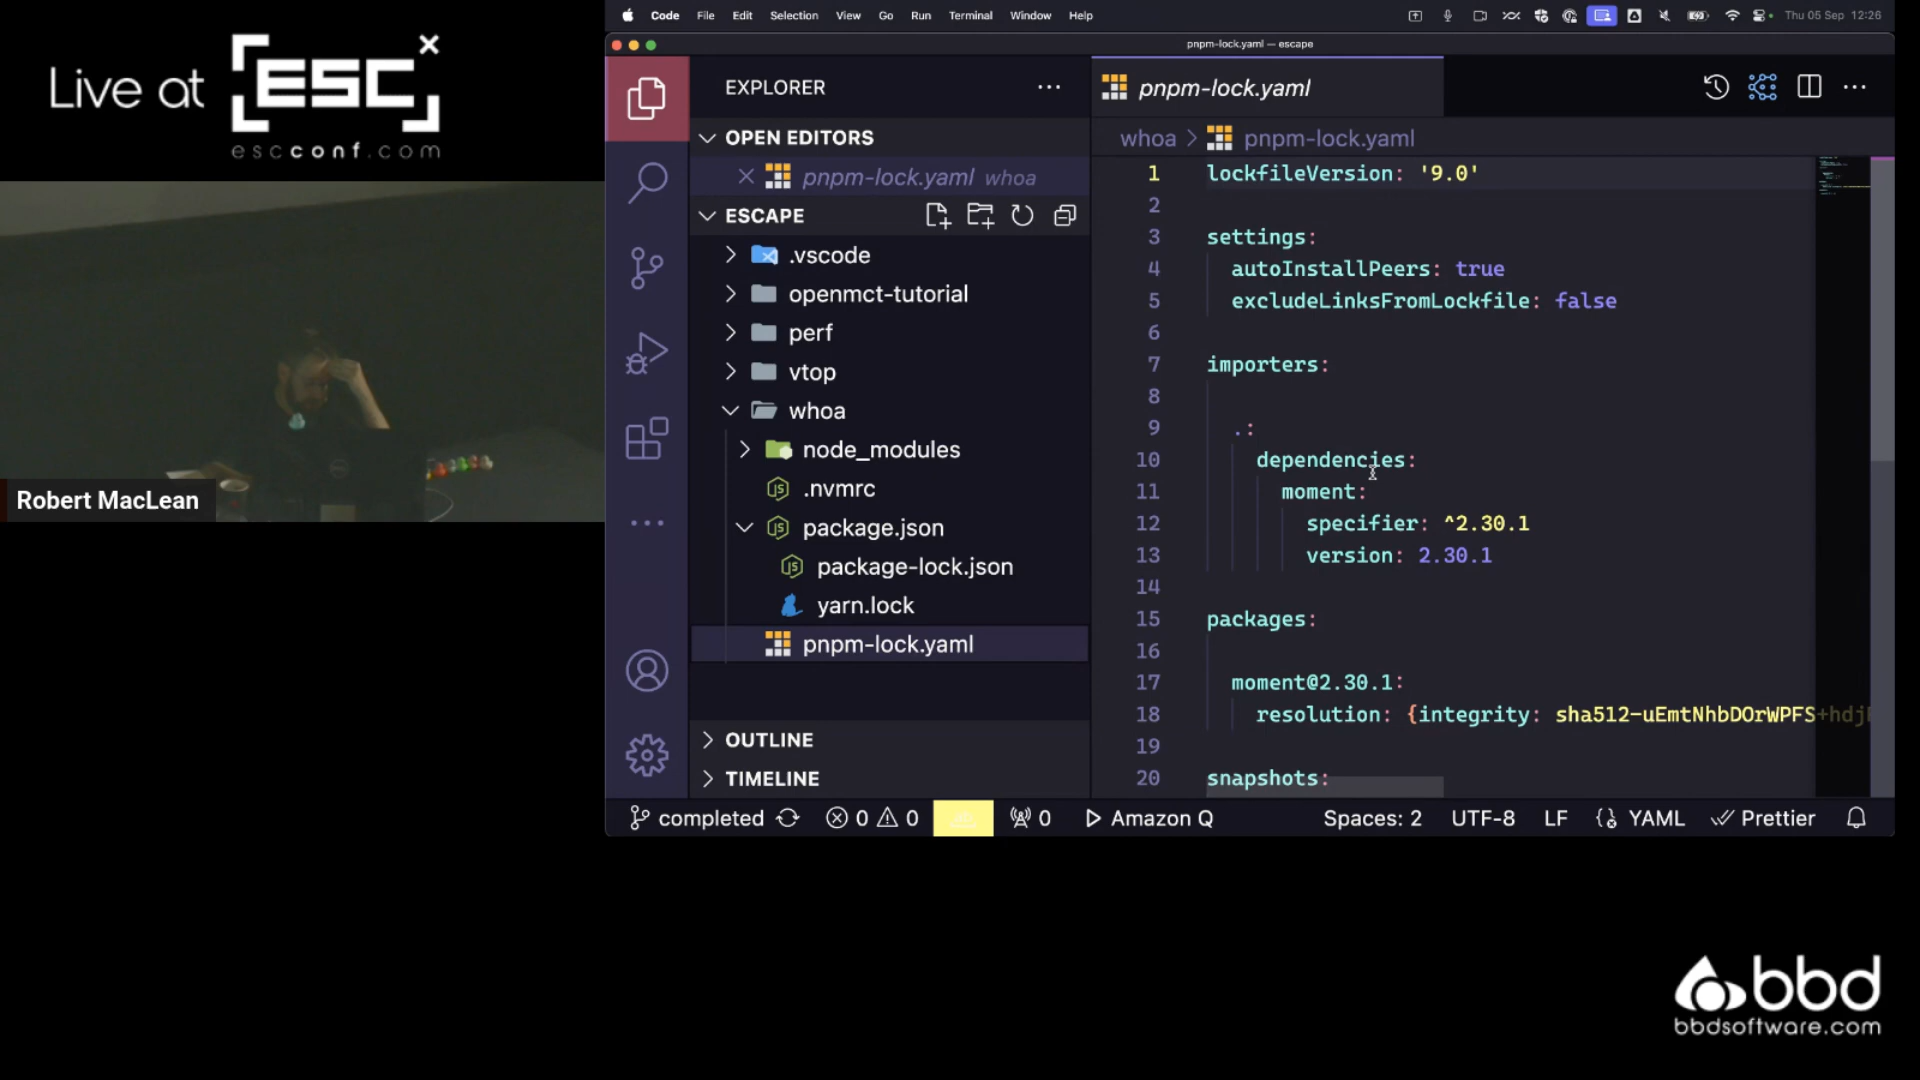 Live at ESC
escconf.com
Robert MacLean
Code File Edit Selection View Go Run Terminal Window Help
Thu 05 Sep 12:26
pnpm-lock.yaml — escape
EXPLORER
OPEN EDITORS
pnpm-lock.yaml whoa
ESCAPE
.vscode
openmct-tutorial
perf
vtop
whoa
node_modules
.nvmrc
package.json
package-lock.json
yarn.lock
pnpm-lock.yaml
OUTLINE
TIMELINE
pnpm-lock.yaml
whoa > pnpm-lock.yaml
1 lockfileVersion: '9.0'
2
3 settings:
4 autoInstallPeers: true
5 excludeLinksFromLockfile: false
6
7 importers:
8
9 .:
10 dependencies:
11 moment:
12 specifier: ^2.30.1
13 version: 2.30.1
14
15 packages:
16
17 moment@2.30.1:
18 resolution: {integrity: sha512-uEmtNhbDOrWPFS+hdj
19
20 snapshots:
completed 0 0 0 Amazon Q Spaces: 2 UTF-8 LF YAML Prettier
bbd
bbdsoftware.com